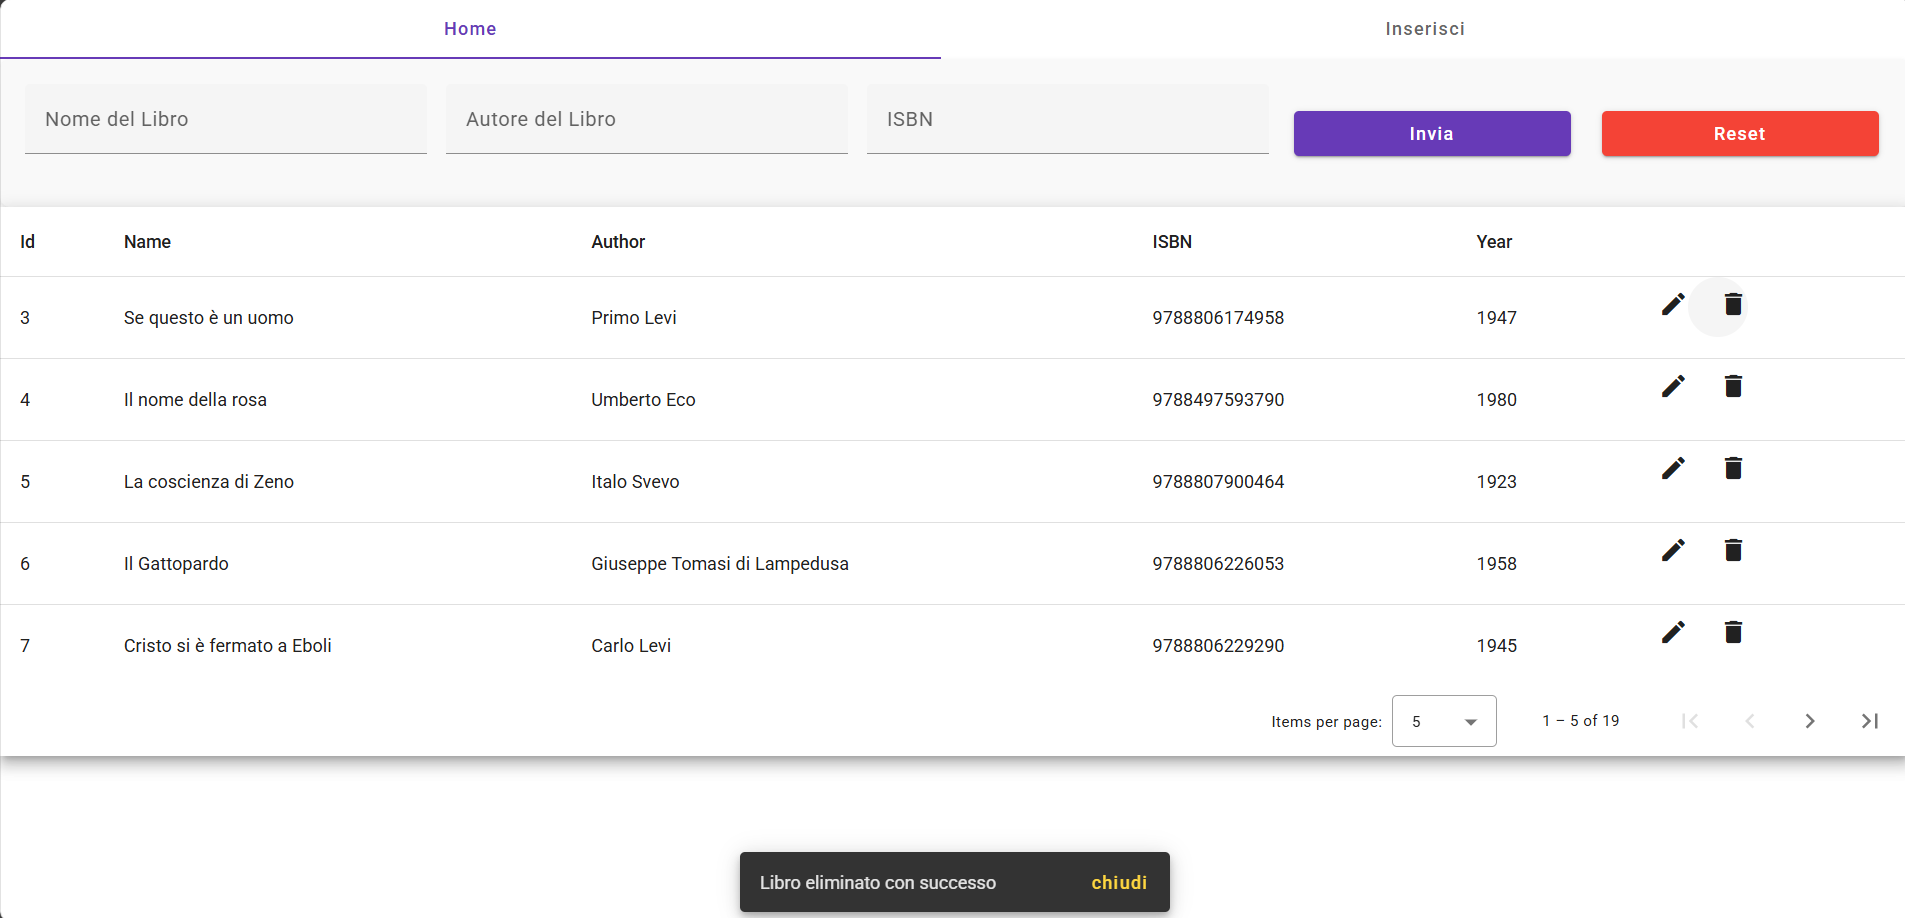 Home Inserisci
Nome del Libro Autore del Libro ISBN Invia Reset
Id Name Author ISBN Year
3 Se questo è un uomo Primo Levi 9788806174958 1947
4 Il nome della rosa Umberto Eco 9788497593790 1980
5 La coscienza di Zeno Italo Svevo 9788807900464 1923
6 Il Gattopardo Giuseppe Tomasi di Lampedusa 9788806226053 1958
7 Cristo si è fermato a Eboli Carlo Levi 9788806229290 1945
Items per page: 5 1 – 5 of 19
Libro eliminato con successo chiudi